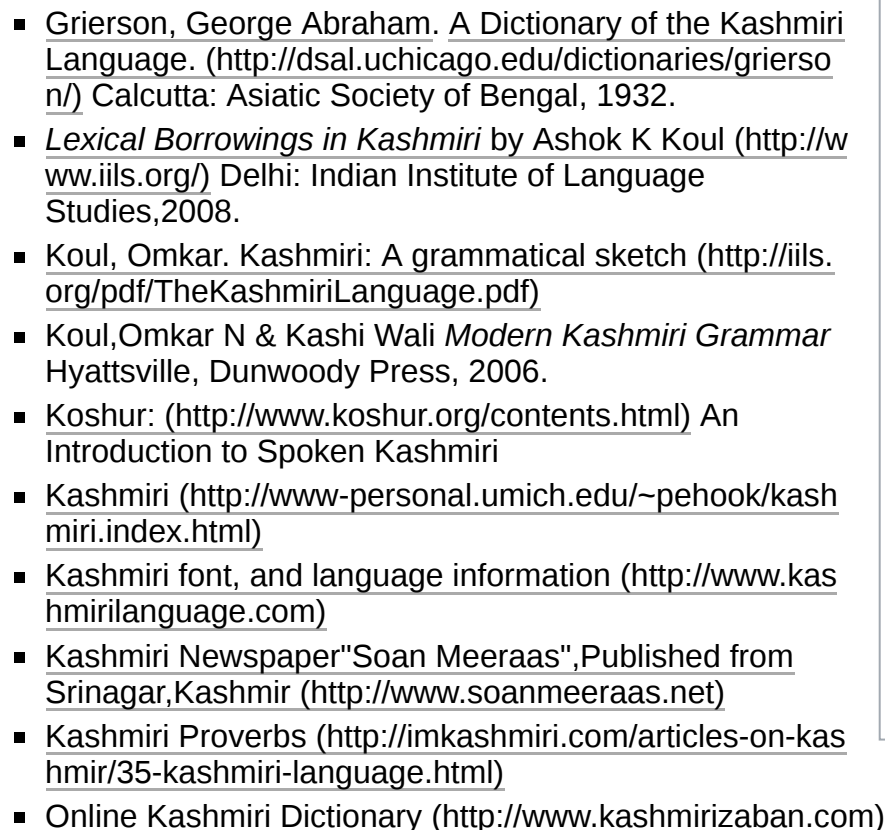 Grierson, George Abraham. A Dictionary of the Kashmiri
Language. (http://dsal.uchicago.edu/dictionaries/grierso
n/) Calcutta: Asiatic Society of Bengal, 1932.
Lexical Borrowings in Kashmiri by Ashok K Koul (http://w
ww.iils.org/) Delhi: Indian Institute of Language
Studies,2008.
Koul, Omkar. Kashmiri: A grammatical sketch (http://iils.
org/pdf/TheKashmiriLanguage.pdf)
Koul,Omkar N & Kashi Wali Modern Kashmiri Grammar
Hyattsville, Dunwoody Press, 2006.
Koshur: (http://www.koshur.org/contents.html) An
Introduction to Spoken Kashmiri
Kashmiri (http://www-personal.umich.edu/~pehook/kash
miri.index.html)
Kashmiri font, and language information (http://www.kas
hmirilanguage.com)
Kashmiri Newspaper"Soan Meeraas",Published from
Srinagar,Kashmir (http://www.soanmeeraas.net)
Kashmiri Proverbs (http://imkashmiri.com/articles-on-kas
hmir/35-kashmiri-language.html)
Online Kashmiri Dictionary (http://www.kashmirizaban.com)